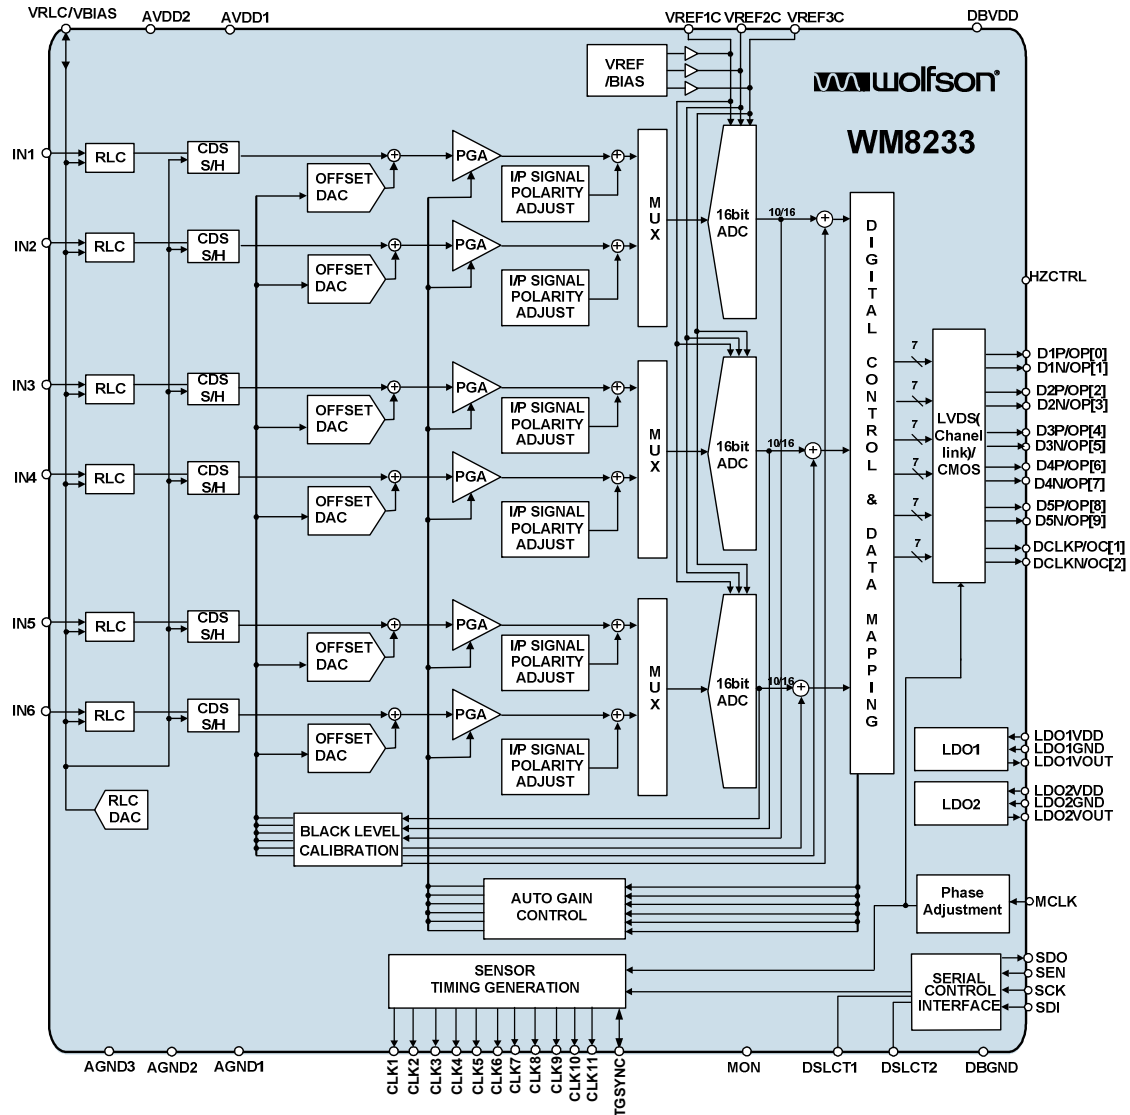 VRLC/VBIAS
AVDD2
AVDD1
VREF1C
VREF2C
VREF3C
DBVDD
VREF
/BIAS
wolfson®
WM8233
IN1
RLC
CDS
S/H
OFFSET
DAC
PGA
I/P SIGNAL
POLARITY
ADJUST
MUX
16bit
ADC
10/16
IN2
RLC
CDS
S/H
OFFSET
DAC
PGA
I/P SIGNAL
POLARITY
ADJUST
DIGITAL CONTROL & DATA MAPPING
HZCTRL
IN3
RLC
CDS
S/H
OFFSET
DAC
PGA
I/P SIGNAL
POLARITY
ADJUST
MUX
16bit
ADC
10/16
IN4
RLC
CDS
S/H
OFFSET
DAC
PGA
I/P SIGNAL
POLARITY
ADJUST
7
7
7
7
7
7
LVDS(
Chanel
link)/
CMOS
D1P/OP[0]
D1N/OP[1]
D2P/OP[2]
D2N/OP[3]
D3P/OP[4]
D3N/OP[5]
D4P/OP[6]
D4N/OP[7]
D5P/OP[8]
D5N/OP[9]
DCLKP/OC[1]
DCLKN/OC[2]
IN5
RLC
CDS
S/H
OFFSET
DAC
PGA
I/P SIGNAL
POLARITY
ADJUST
MUX
16bit
ADC
10/16
IN6
RLC
CDS
S/H
OFFSET
DAC
PGA
I/P SIGNAL
POLARITY
ADJUST
LDO1
LDO1VDD
LDO1GND
LDO1VOUT
LDO2
LDO2VDD
LDO2GND
LDO2VOUT
RLC
DAC
BLACK LEVEL
CALIBRATION
AUTO GAIN
CONTROL
Phase
Adjustment
MCLK
SENSOR
TIMING GENERATION
SERIAL
CONTROL
INTERFACE
SDO
SEN
SCK
SDI
AGND3
AGND2
AGND1
CLK1
CLK2
CLK3
CLK4
CLK5
CLK6
CLK7
CLK8
CLK9
CLK10
CLK11
TGSYNC
MON
DSLCT1
DSLCT2
DBGND